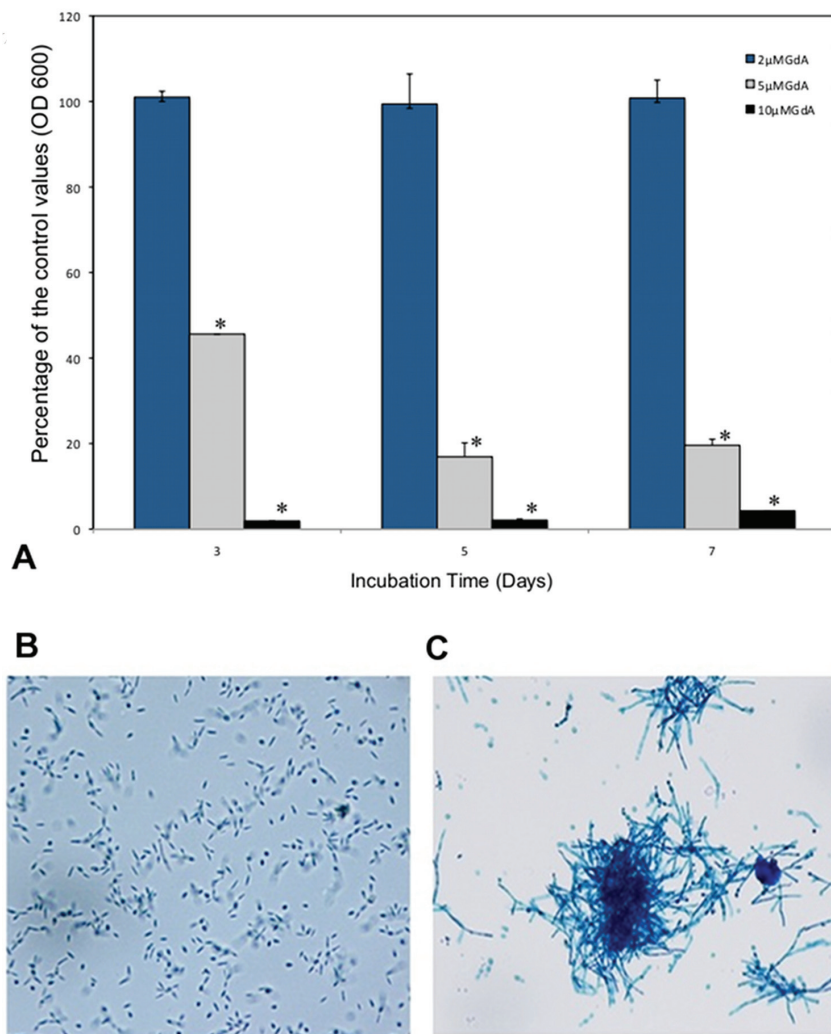 120
100
80
60
40
20
0
Percentage of the control values (OD 600)
2µMGdA
5µMGdA
10µMGdA
*
*
*
*
*
*
3
5
7
Incubation Time (Days)
A
B
C